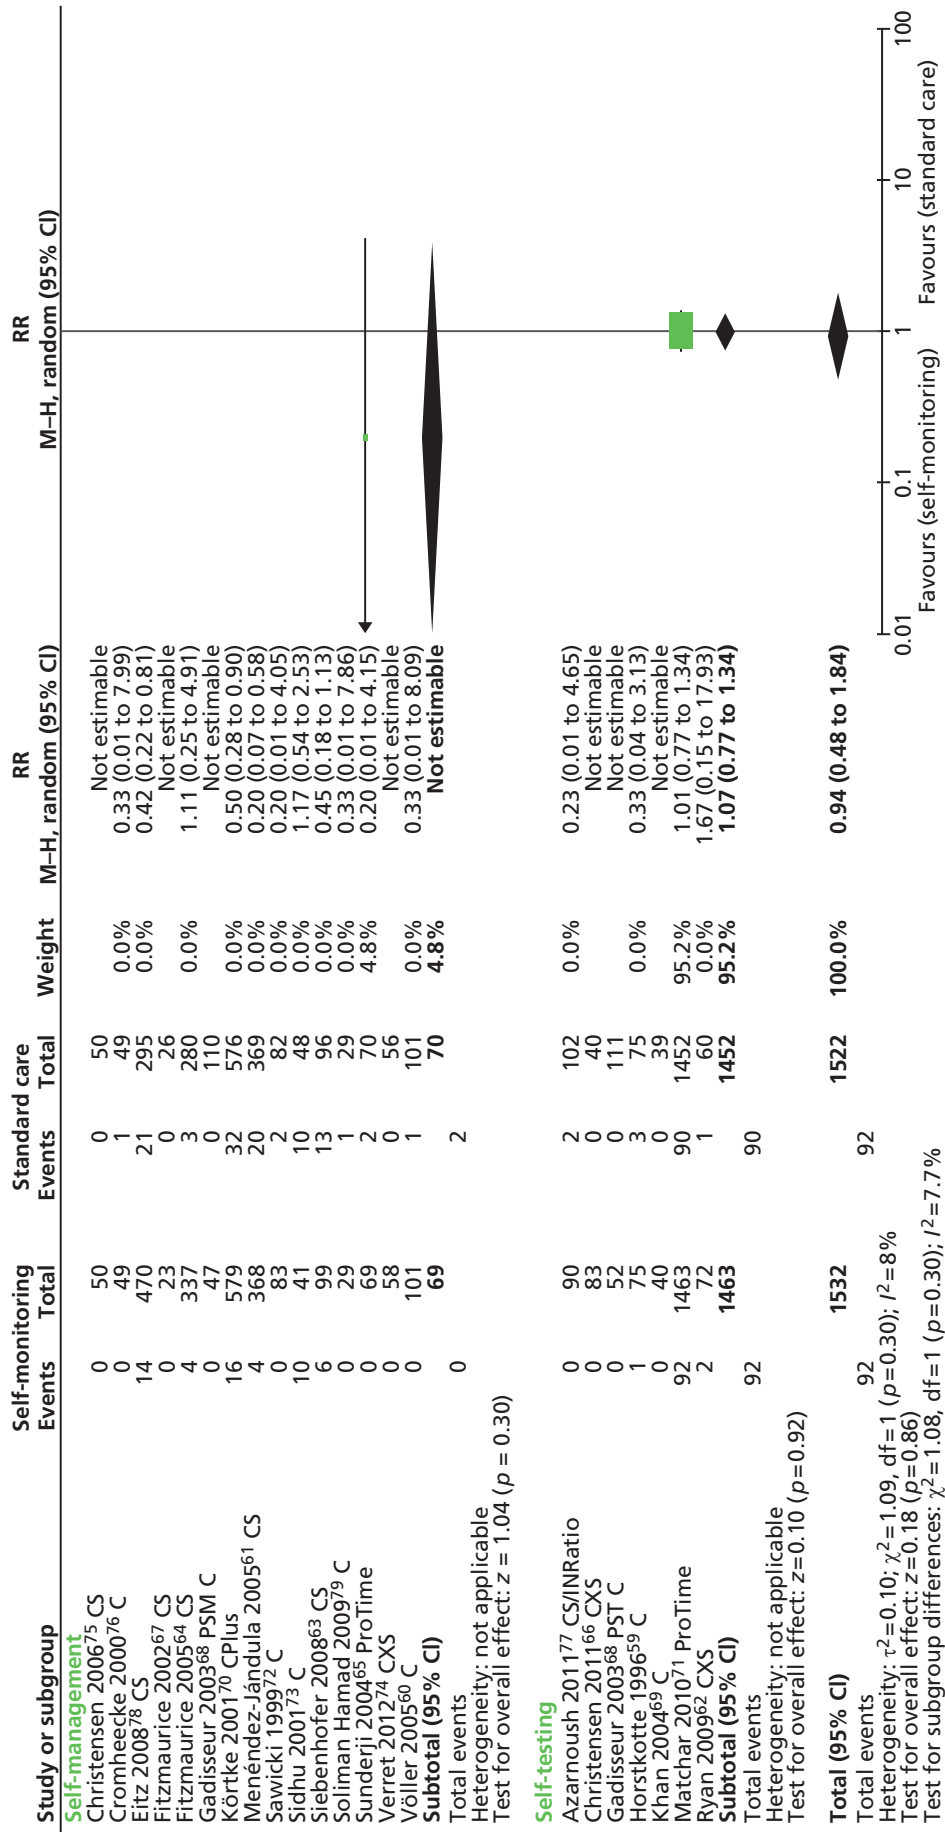 Study or subgroup Self-monitoring Events Total Standard care Events Total Weight RR M–H, random (95% CI) RR M–H, random (95% CI)
Self-management
Christensen 2006⁷⁵ CS 0 50 0 50 Not estimable
Cromheecke 2000⁷⁶ C 0 49 1 49 0.0% 0.33 (0.01 to 7.99)
Eitz 2008⁷⁸ CS 14 470 21 295 0.0% 0.42 (0.22 to 0.81)
Fitzmaurice 2002⁶⁷ CS 0 23 0 26 Not estimable
Fitzmaurice 2005⁶⁴ CS 4 337 3 280 0.0% 1.11 (0.25 to 4.91)
Gadisseur 2003⁶⁸ PSM C 0 47 0 110 Not estimable
Körtke 2001⁷⁰ CPlus 16 579 32 576 0.0% 0.50 (0.28 to 0.90)
Menéndez-Jándula 2005⁶¹ CS 4 368 20 369 0.0% 0.20 (0.07 to 0.58)
Sawicki 1999⁷² C 0 83 2 82 0.0% 0.20 (0.01 to 4.05)
Sidhu 2001⁷³ C 10 41 10 48 0.0% 1.17 (0.54 to 2.53)
Siebenhofer 2008⁶³ CS 6 99 13 96 0.0% 0.45 (0.18 to 1.13)
Soliman Hamad 2009⁷⁹ C 0 29 1 29 0.0% 0.33 (0.01 to 7.86)
Sunderji 2004⁶⁵ ProTime 0 69 2 70 4.8% 0.20 (0.01 to 4.15)
Verret 2012⁷⁴ CXS 0 58 0 56 Not estimable
Völler 2005⁶⁰ C 0 101 1 101 0.0% 0.33 (0.01 to 8.09)
Subtotal (95% CI) 69 70 4.8% Not estimable
Total events 0 2
Heterogeneity: not applicable
Test for overall effect: z = 1.04 (p = 0.30)
Self-testing
Azarnoush 2011⁷⁷ CS/INRatio 0 90 2 102 0.0% 0.23 (0.01 to 4.65)
Christensen 2011⁶⁶ CXS 0 83 0 40 Not estimable
Gadisseur 2003⁶⁸ PST C 0 52 0 111 Not estimable
Horstkotte 1996⁵⁹ C 1 75 3 75 0.0% 0.33 (0.04 to 3.13)
Khan 2004⁶⁹ C 0 40 0 39 Not estimable
Matchar 2010⁷¹ ProTime 92 1463 90 1452 95.2% 1.01 (0.77 to 1.34)
Ryan 2009⁶² CXS 2 72 1 60 0.0% 1.67 (0.15 to 17.93)
Subtotal (95% CI) 1463 1452 95.2% 1.07 (0.77 to 1.34)
Total events 92 90
Heterogeneity: not applicable
Test for overall effect: z=0.10 (p=0.92)
Total (95% CI) 1532 1522 100.0% 0.94 (0.48 to 1.84)
Total events 92 92
Heterogeneity: τ²=0.10; χ²=1.09, df=1 (p=0.30); I²=8%
Test for overall effect: z=0.18 (p=0.86)
Test for subgroup differences: χ²=1.08, df=1 (p=0.30); I²=7.7%
0.01 0.1 1 10 100
Favours (self-monitoring) Favours (standard care)